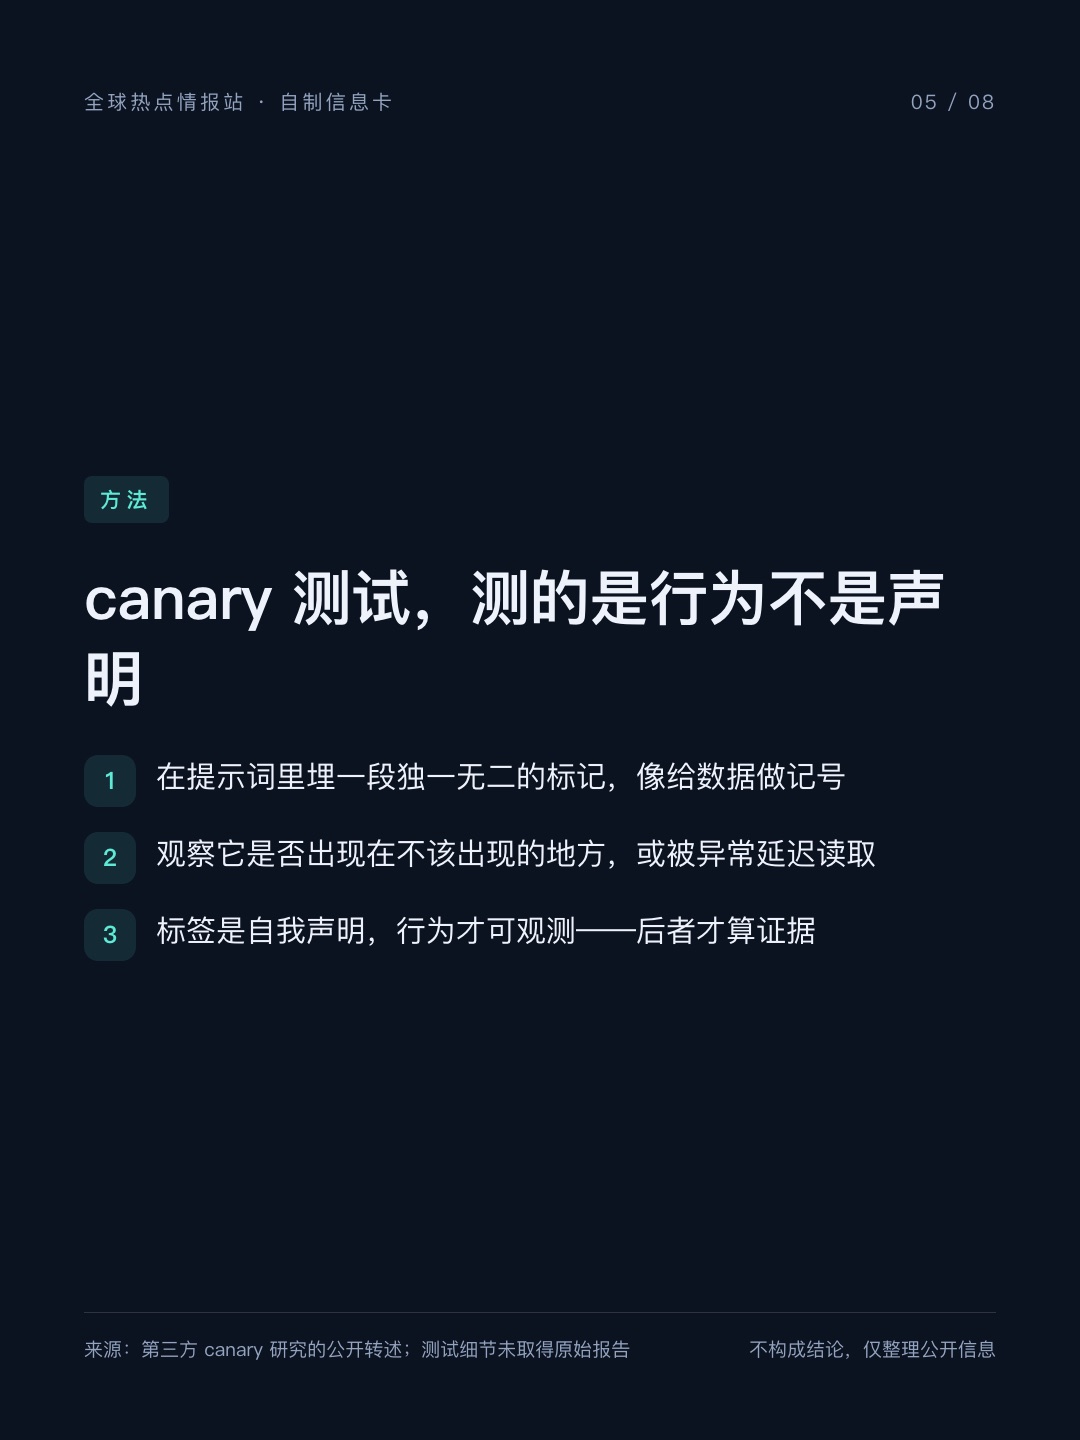 全球热点情报站 · 自制信息卡
05 / 08
方法
canary 测试，测的是行为不是声
明
1 在提示词里埋一段独一无二的标记，像给数据做记号
2 观察它是否出现在不该出现的地方，或被异常延迟读取
3 标签是自我声明，行为才可观测——后者才算证据
来源：第三方 canary 研究的公开转述；测试细节未取得原始报告
不构成结论，仅整理公开信息